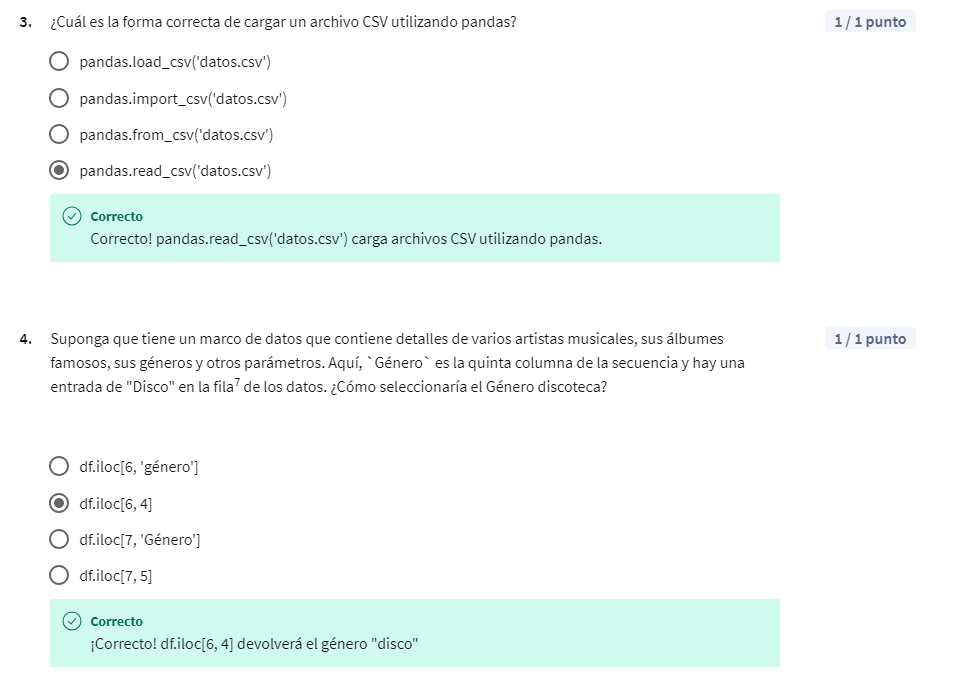 3. ¿Cuál es la forma correcta de cargar un archivo CSV utilizando pandas? 1 / 1 punto
pandas.load_csv('datos.csv')
pandas.import_csv('datos.csv')
pandas.from_csv('datos.csv')
pandas.read_csv('datos.csv')
Correcto
Correcto! pandas.read_csv('datos.csv') carga archivos CSV utilizando pandas.
4. Suponga que tiene un marco de datos que contiene detalles de varios artistas musicales, sus álbumes 1 / 1 punto
famosos, sus géneros y otros parámetros. Aquí, `Género` es la quinta columna de la secuencia y hay una
entrada de "Disco" en la fila⁷ de los datos. ¿Cómo seleccionaría el Género discoteca?
df.iloc[6, 'género']
df.iloc[6, 4]
df.iloc[7, 'Género']
df.iloc[7, 5]
Correcto
¡Correcto! df.iloc[6, 4] devolverá el género "disco"